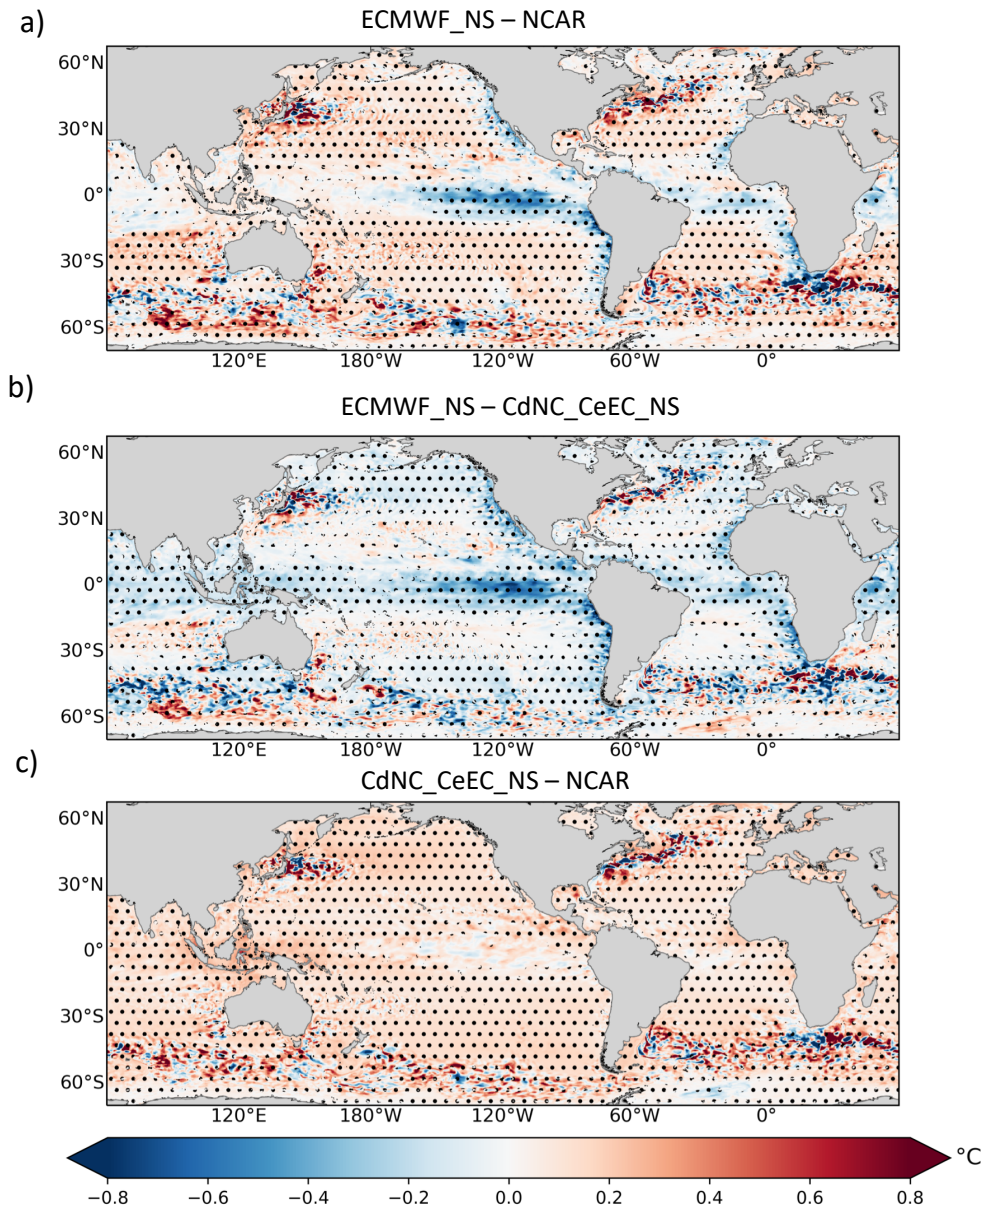 a)
ECMWF_NS – NCAR
60°N
30°N
0°
30°S
60°S
120°E 180°W 120°W 60°W 0°
b)
ECMWF_NS – CdNC_CeEC_NS
60°N
30°N
0°
30°S
60°S
120°E 180°W 120°W 60°W 0°
c)
CdNC_CeEC_NS – NCAR
60°N
30°N
0°
30°S
60°S
120°E 180°W 120°W 60°W 0°
°C
−0.8 −0.6 −0.4 −0.2 0.0 0.2 0.4 0.6 0.8